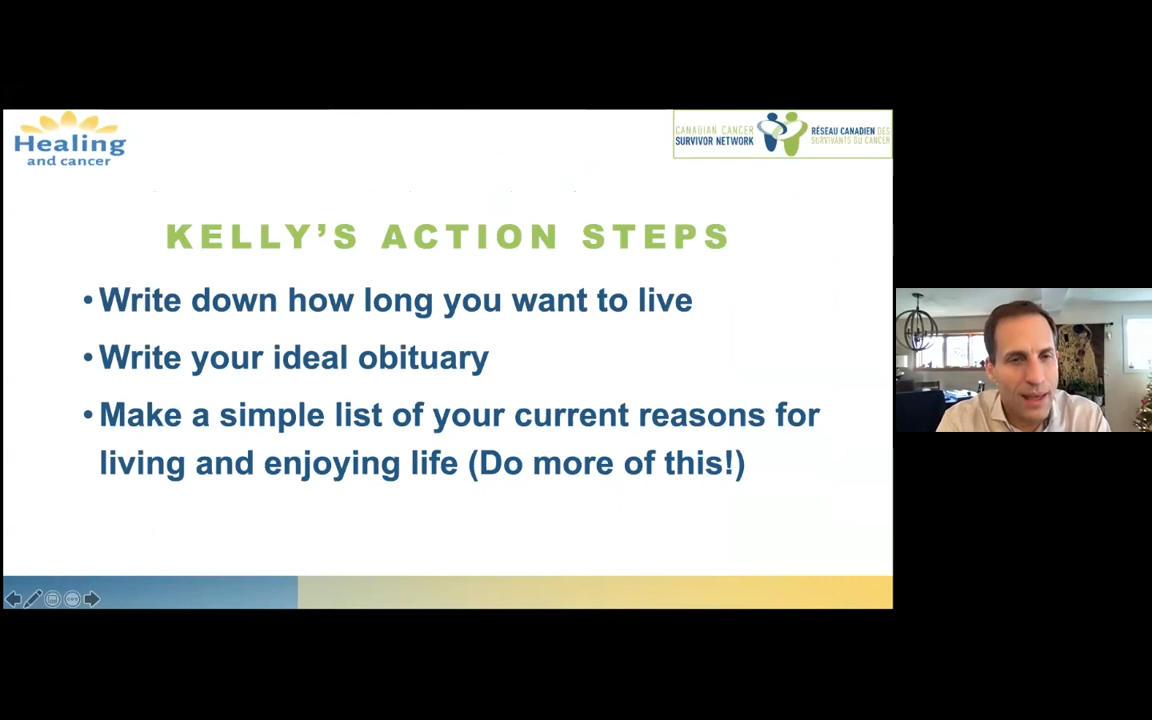 Healing
and cancer
CANADIAN CANCER
SURVIVOR NETWORK
RÉSEAU CANADIEN DES
SURVIVANTS DU CANCER
KELLY’S ACTION STEPS
• Write down how long you want to live
• Write your ideal obituary
• Make a simple list of your current reasons for
living and enjoying life (Do more of this!)